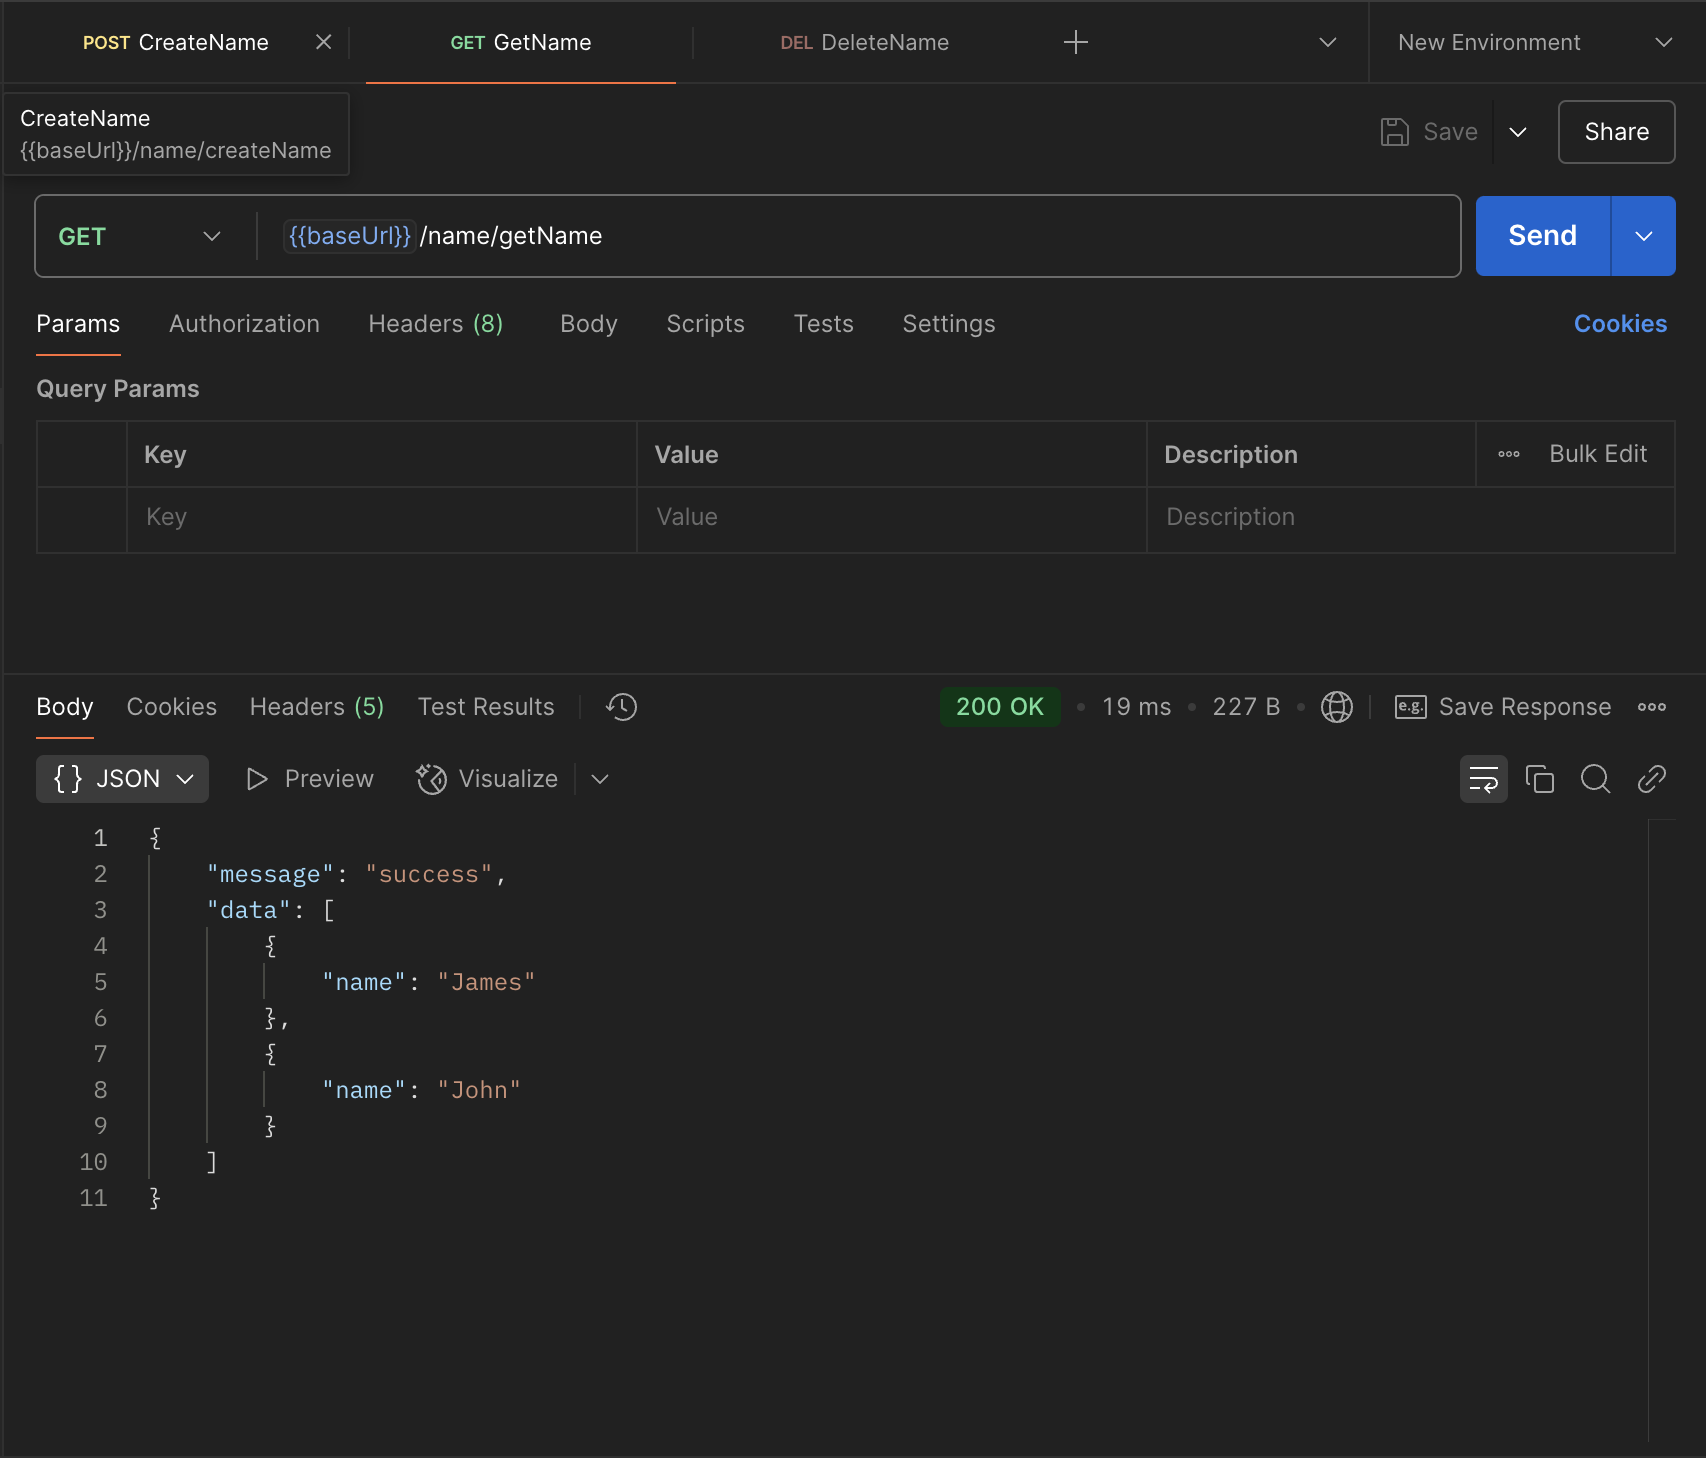 POST CreateName GET GetName DEL DeleteName New Environment
CreateName
{{baseUrl}}/name/createName
Save Share
GET {{baseUrl}}/name/getName Send
Params Authorization Headers (8) Body Scripts Tests Settings Cookies
Query Params
Key Value Description Bulk Edit
Key Value Description
Body Cookies Headers (5) Test Results 200 OK • 19 ms • 227 B • e.g. Save Response
{ } JSON Preview Visualize
1 {
2 "message": "success",
3 "data": [
4 {
5 "name": "James"
6 },
7 {
8 "name": "John"
9 }
10 ]
11 }